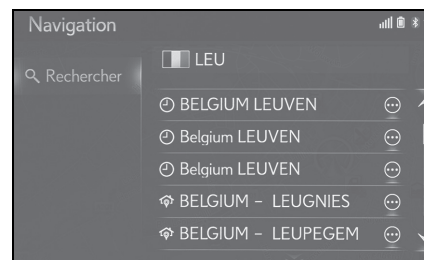 Navigation
Rechercher
LEU
BELGIUM LEUVEN
Belgium LEUVEN
Belgium LEUVEN
BELGIUM – LEUGNIES
BELGIUM – LEUPEGEM